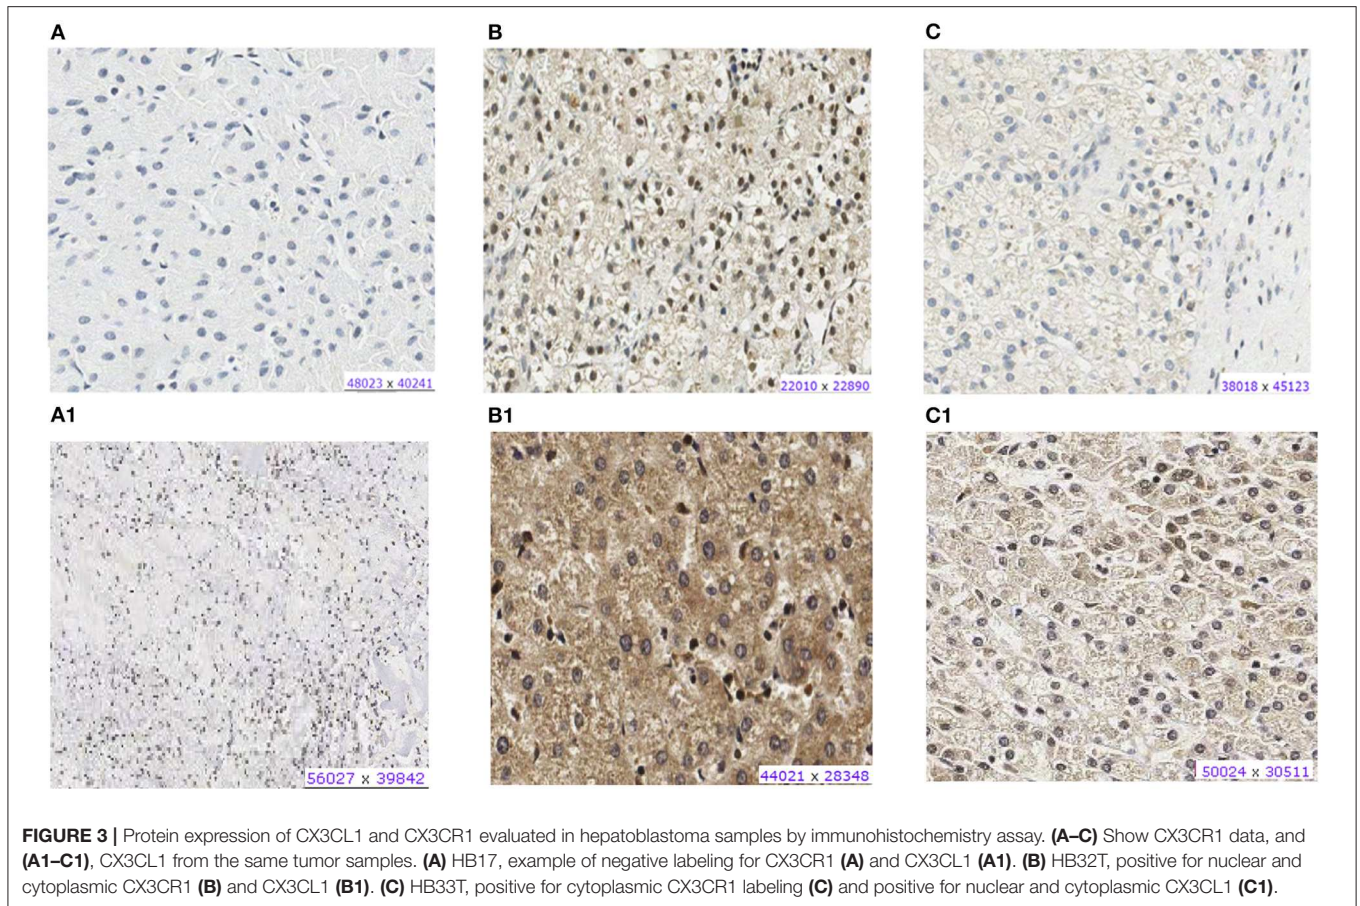 A
B
C
48023 x 40241
22010 x 22890
38018 x 45123
A1
B1
C1
56027 x 39842
44021 x 28348
50024 x 30511
FIGURE 3 | Protein expression of CX3CL1 and CX3CR1 evaluated in hepatoblastoma samples by immunohistochemistry assay. (A–C) Show CX3CR1 data, and
(A1–C1), CX3CL1 from the same tumor samples. (A) HB17, example of negative labeling for CX3CR1 (A) and CX3CL1 (A1). (B) HB32T, positive for nuclear and
cytoplasmic CX3CR1 (B) and CX3CL1 (B1). (C) HB33T, positive for cytoplasmic CX3CR1 labeling (C) and positive for nuclear and cytoplasmic CX3CL1 (C1).